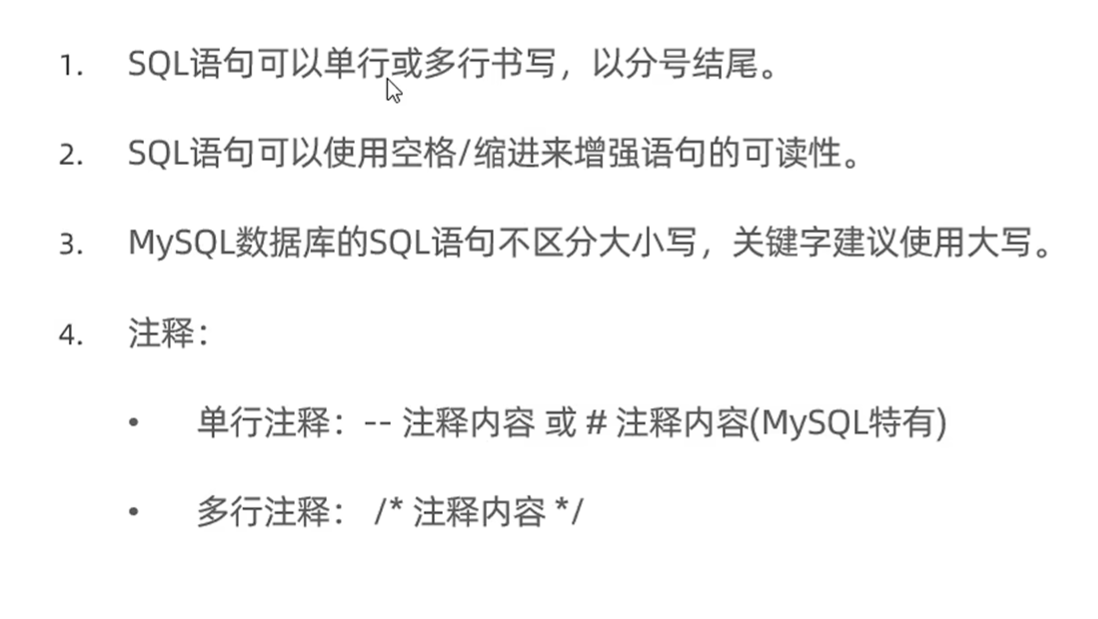 1. SQL语句可以单行或多行书写，以分号结尾。
2. SQL语句可以使用空格/缩进来增强语句的可读性。
3. MySQL数据库的SQL语句不区分大小写，关键字建议使用大写。
4. 注释：
• 单行注释：-- 注释内容 或 # 注释内容(MySQL特有)
• 多行注释： /* 注释内容 */